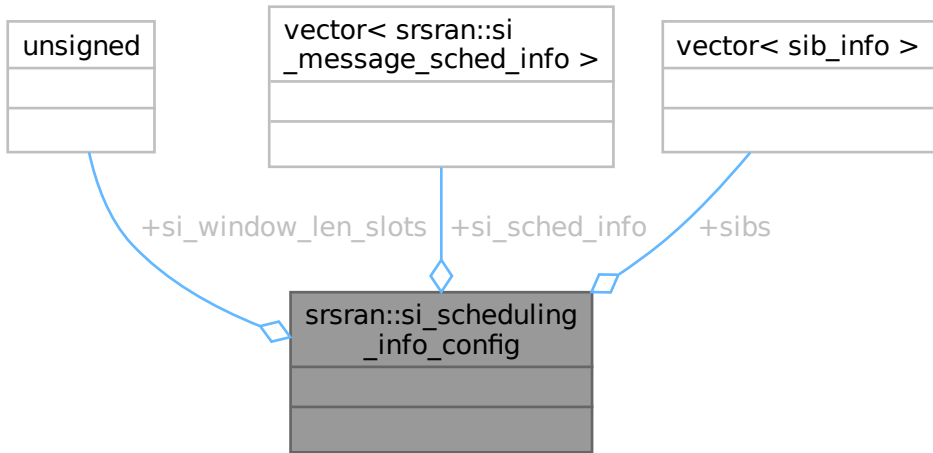 unsigned
vector< srsran::si
_message_sched_info >
vector< sib_info >
+si_window_len_slots
+si_sched_info
+sibs
srsran::si_scheduling
_info_config